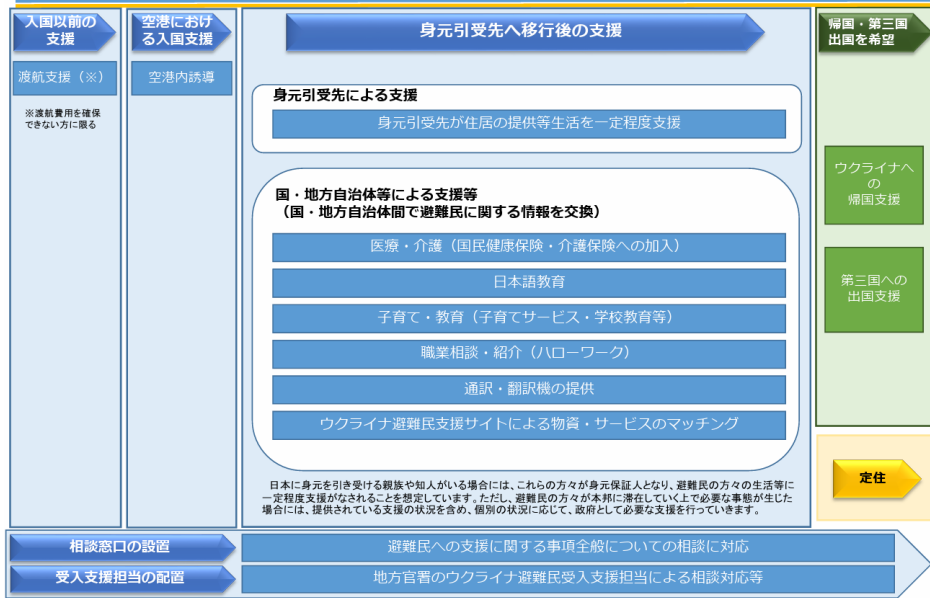 入国以前の
支援
渡航支援（※）
※渡航費用を確保
できない方に限る
空港におけ
る入国支援
空港内誘導
身元引受先へ移行後の支援
身元引受先による支援
身元引受先が住居の提供等生活を一定程度支援
国・地方自治体等による支援等
（国・地方自治体間で避難民に関する情報を交換）
医療・介護（国民健康保険・介護保険への加入）
日本語教育
子育て・教育（子育てサービス・学校教育等）
職業相談・紹介（ハローワーク）
通訳・翻訳機の提供
ウクライナ避難民支援サイトによる物資・サービスのマッチング
日本に身元を引き受ける親族や知人がいる場合には、これらの方々が身元保証人となり、避難民の方々の生活等に
一定程度支援がなされることを想定しています。ただし、避難民の方々が本邦に滞在していく上で必要な事態が生じた
場合には、提供されている支援の状況を含め、個別の状況に応じて、政府として必要な支援を行っていきます。
帰国・第三国
出国を希望
ウクライナへ
の
帰国支援
第三国への
出国支援
定住
相談窓口の設置
避難民への支援に関する事項全般についての相談に対応
受入支援担当の配置
地方官署のウクライナ避難民受入支援担当による相談対応等